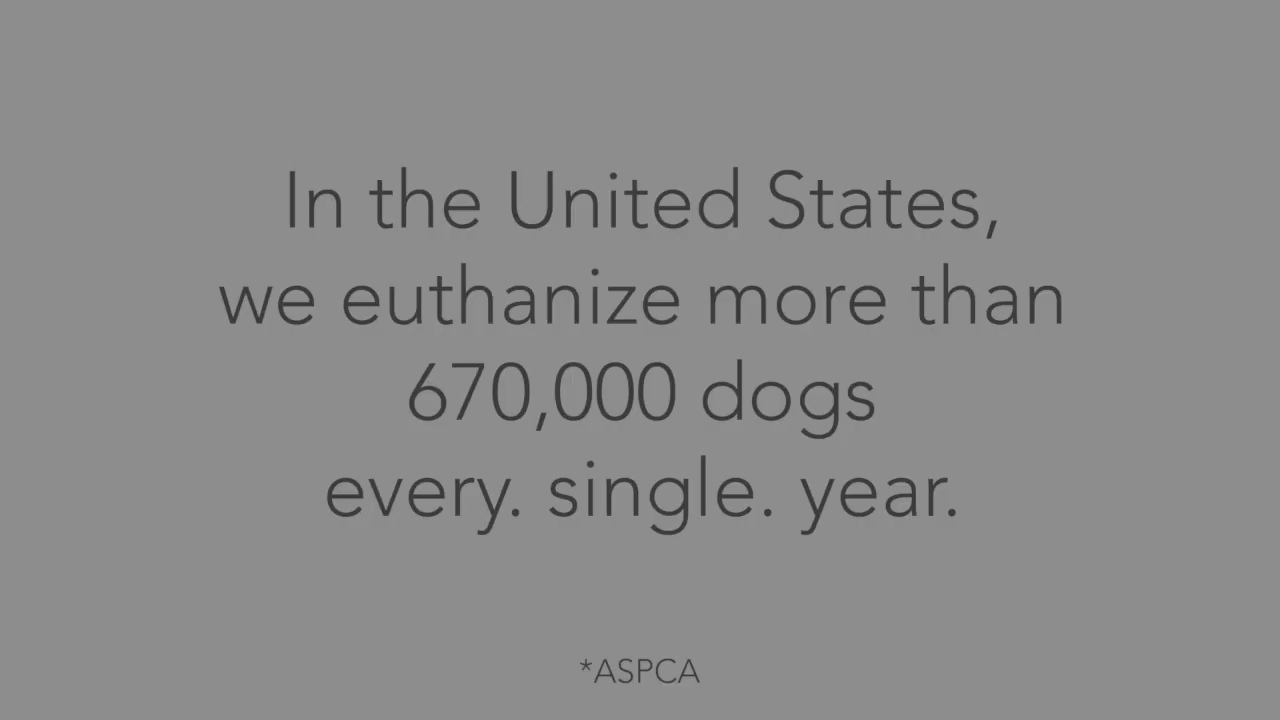 In the United States,
we euthanize more than
670,000 dogs
every. single. year.
*ASPCA